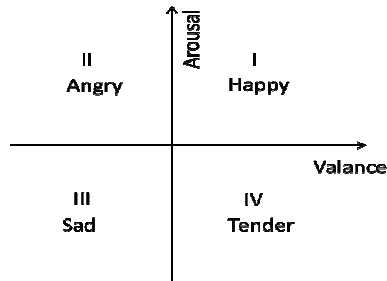 Arousal
II
Angry
I
Happy
Valance
III
Sad
IV
Tender